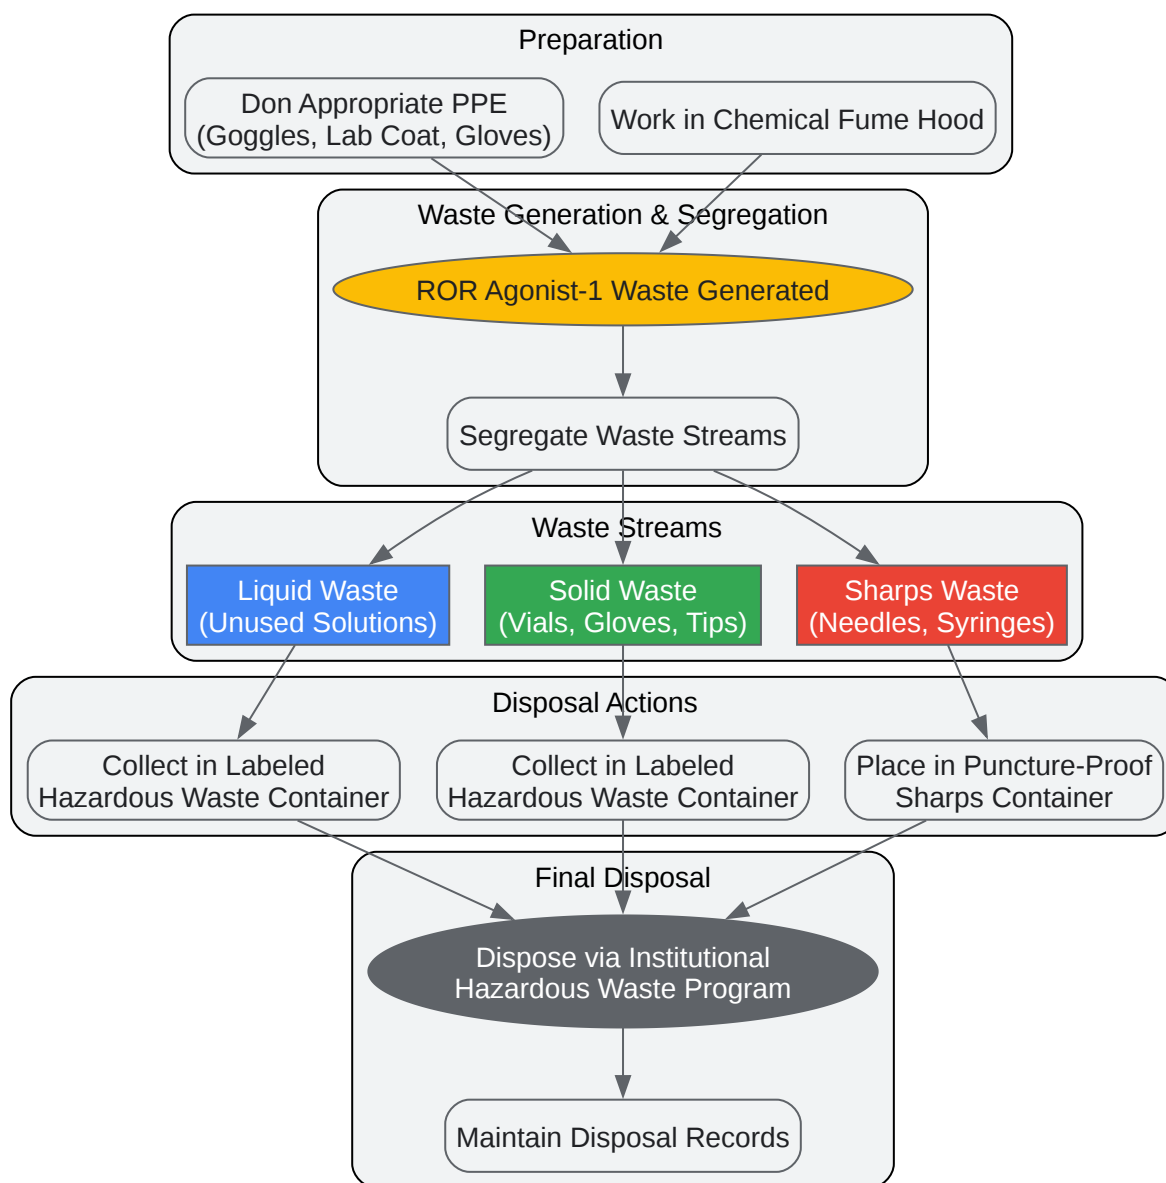 Preparation
Don Appropriate PPE
(Goggles, Lab Coat, Gloves)
Work in Chemical Fume Hood
Waste Generation & Segregation
ROR Agonist-1 Waste Generated
Segregate Waste Streams
Waste Streams
Liquid Waste
(Unused Solutions)
Solid Waste
(Vials, Gloves, Tips)
Sharps Waste
(Needles, Syringes)
Disposal Actions
Collect in Labeled
Hazardous Waste Container
Collect in Labeled
Hazardous Waste Container
Place in Puncture-Proof
Sharps Container
Final Disposal
Dispose via Institutional
Hazardous Waste Program
Maintain Disposal Records